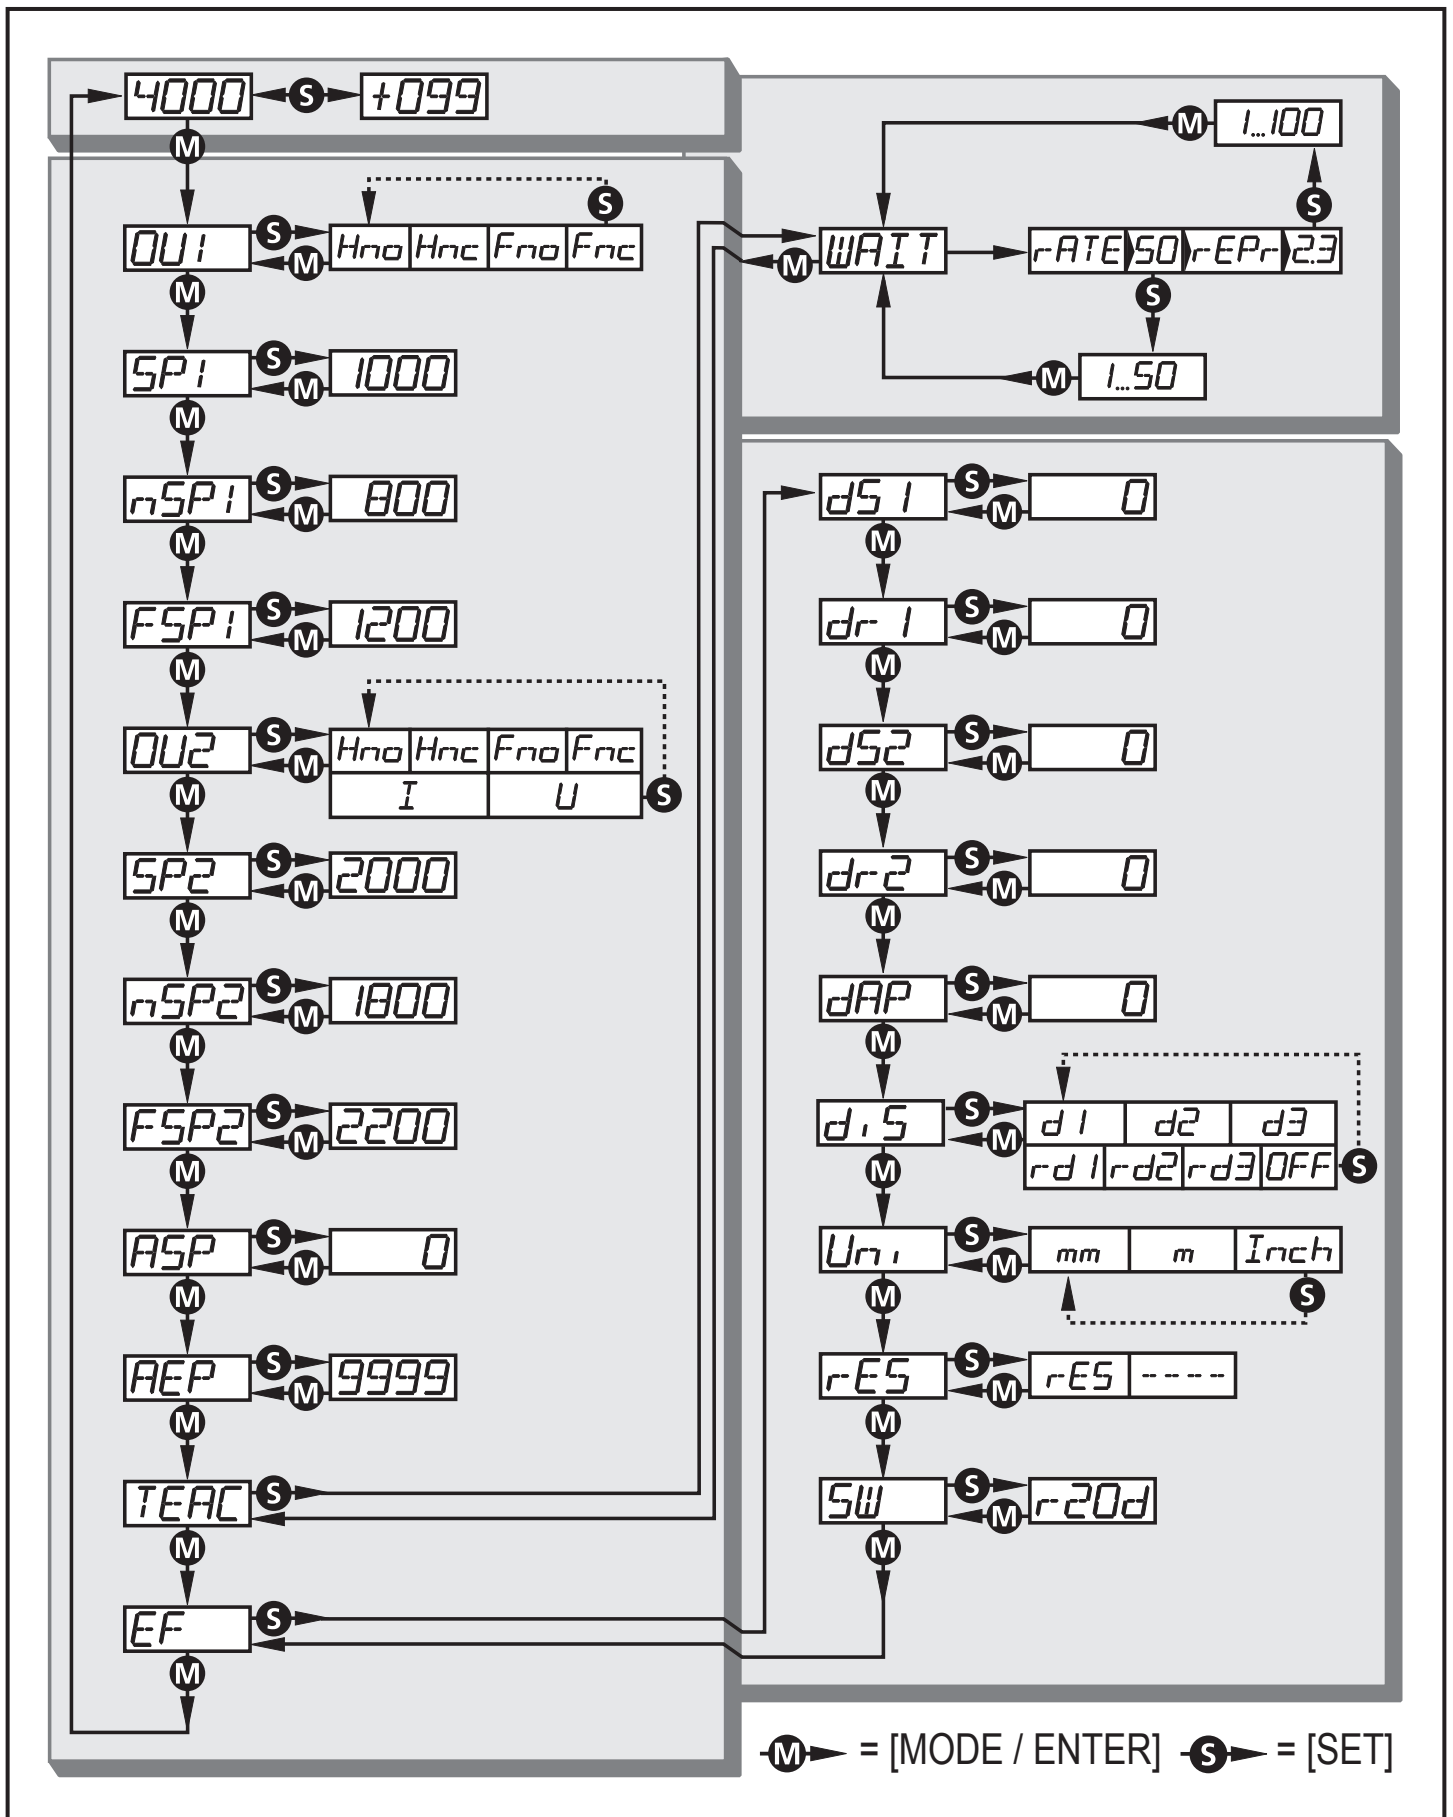 4000 S +099
M
OU1 S M Hno Hnc Fno Fnc S
M
SP1 S M 1000
M
nSP1 S M 800
M
FSP1 S M 1200
M
OU2 S M Hno Hnc Fno Fnc
I U S
M
SP2 S M 2000
M
nSP2 S M 1800
M
FSP2 S M 2200
M
ASP S M 0
M
AEP S M 9999
M
TEAC S
M
EF S
M
M 1...100
S
M WAIT rATE 50 rEPr 2.3
S
M 1...50
dS1 S M 0
M
dr1 S M 0
M
dS2 S M 0
M
dr2 S M 0
M
dAP S M 0
M
diS S M d1 d2 d3
rd1 rd2 rd3 OFF S
M
Uni S M mm m Inch
S
M
rES S M rES ----
M
SW S M r20d
M
M = [MODE / ENTER] S = [SET]